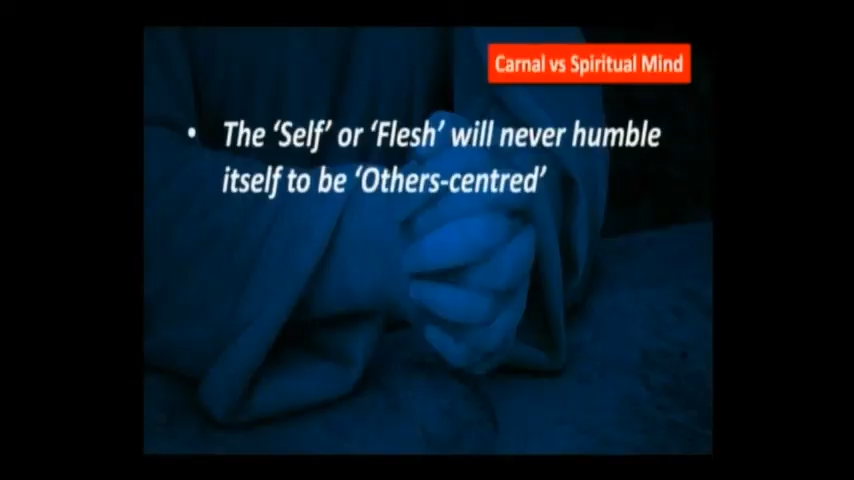 Carnal vs Spiritual Mind
• The ‘Self’ or ‘Flesh’ will never humble
itself to be ‘Others-centred’